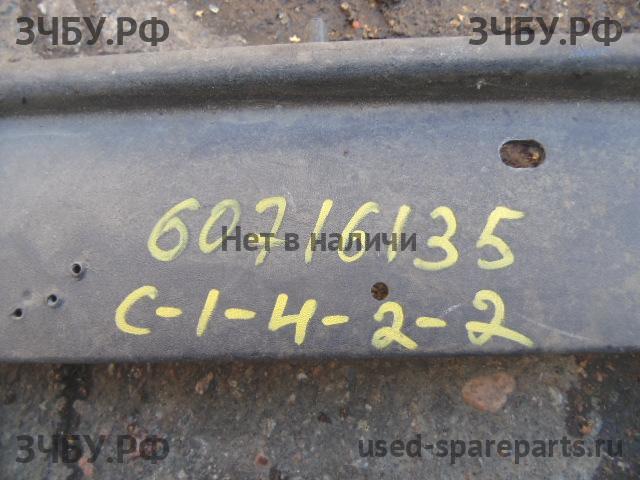 ЗЧБУ.РФ ЗЧБУ.РФ
60716135
Нет в наличи
С-1-4-2-2
ЗЧБУ.РФ used-spareparts.ru